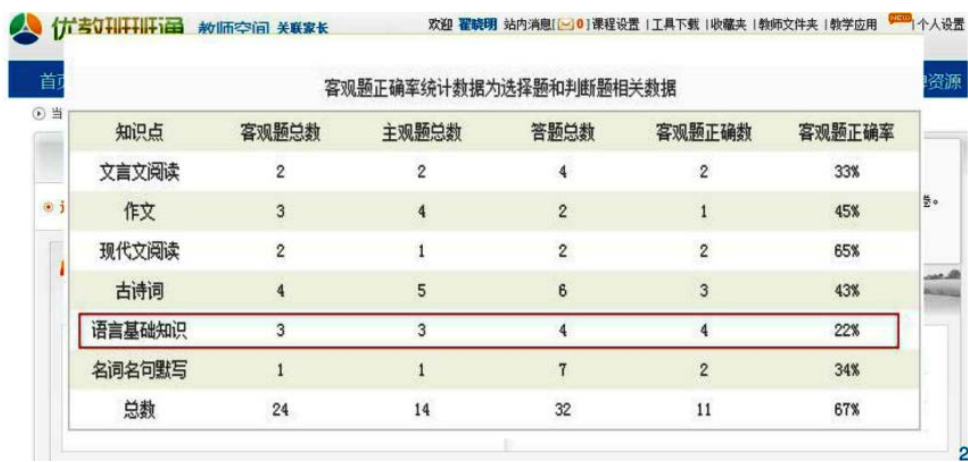 优教班班通 教师空间 关联家长 欢迎 翟晓明 站内消息[0] 课程设置 | 工具下载 | 收藏夹 | 教师文件夹 | 教学应用 NEW | 个人设置
首页 资源
客观题正确率统计数据为选择题和判断题相关数据
当
知识点 客观题总数 主观题总数 答题总数 客观题正确数 客观题正确率
文言文阅读 2 2 4 2 33%
作文 3 4 2 1 45%
现代文阅读 2 1 2 2 65%
古诗词 4 5 6 3 43%
语言基础知识 3 3 4 4 22%
名词名句默写 1 1 7 2 34%
总数 24 14 32 11 67%
2